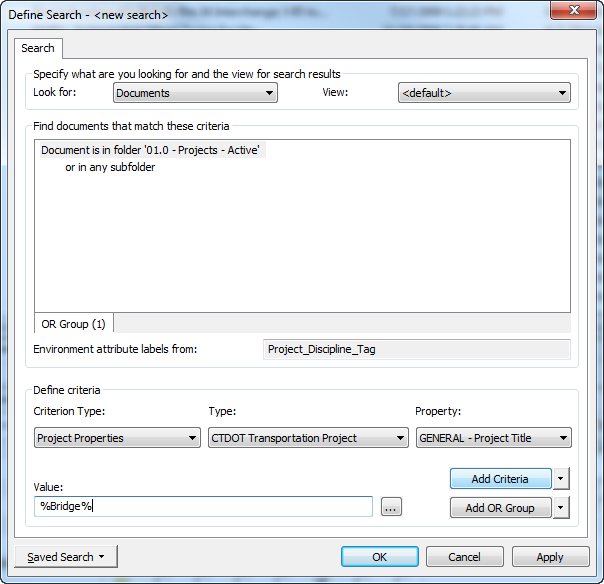 Define Search - <new search>
Search
Specify what are you looking for and the view for search results
Look for: Documents View: <default>
Find documents that match these criteria
Document is in folder '01.0 - Projects - Active'
or in any subfolder
OR Group (1)
Environment attribute labels from: Project_Discipline_Tag
Define criteria
Criterion Type: Type: Property:
Project Properties CTDOT Transportation Project GENERAL - Project Title
Add Criteria
Value:
%Bridge% ... Add OR Group
Saved Search OK Cancel Apply